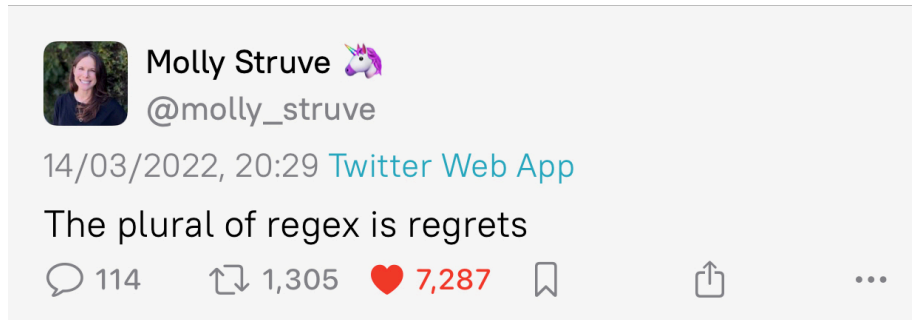 Molly Struve 🦄
@molly_struve
14/03/2022, 20:29 Twitter Web App
The plural of regex is regrets
114 1,305 7,287